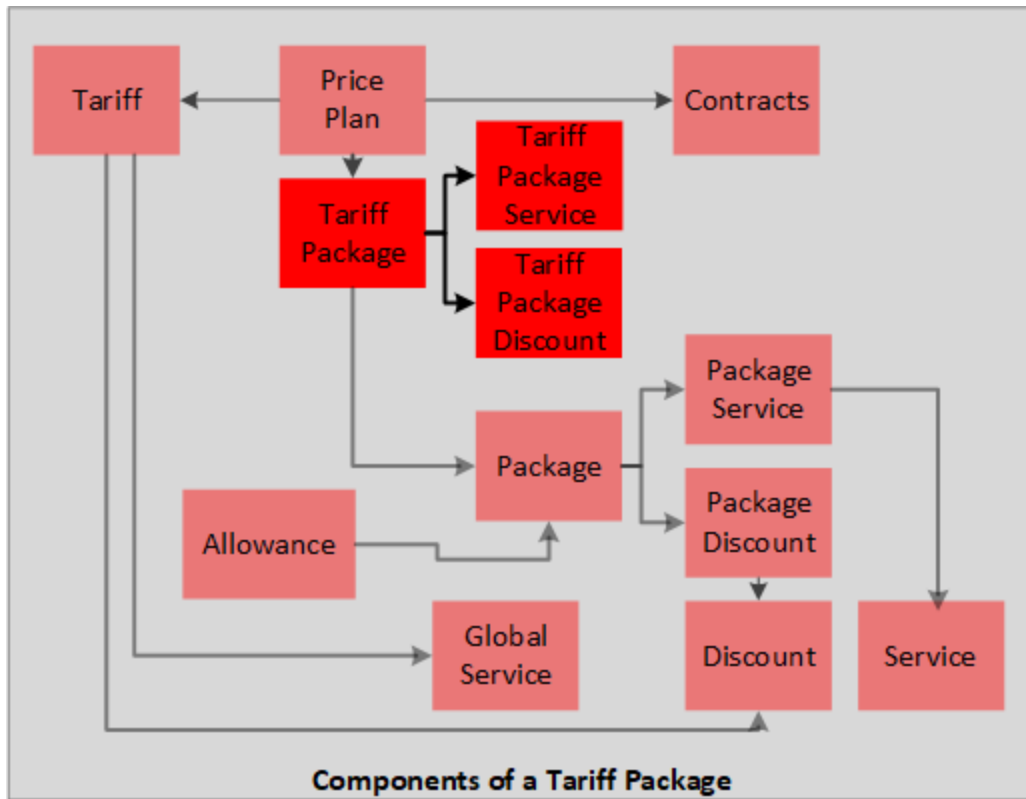 Tariff
Price
Plan
Contracts
Tariff
Package
Service
Tariff
Package
Tariff
Package
Discount
Package
Service
Package
Package
Discount
Allowance
Global
Service
Discount
Service
Components of a Tariff Package